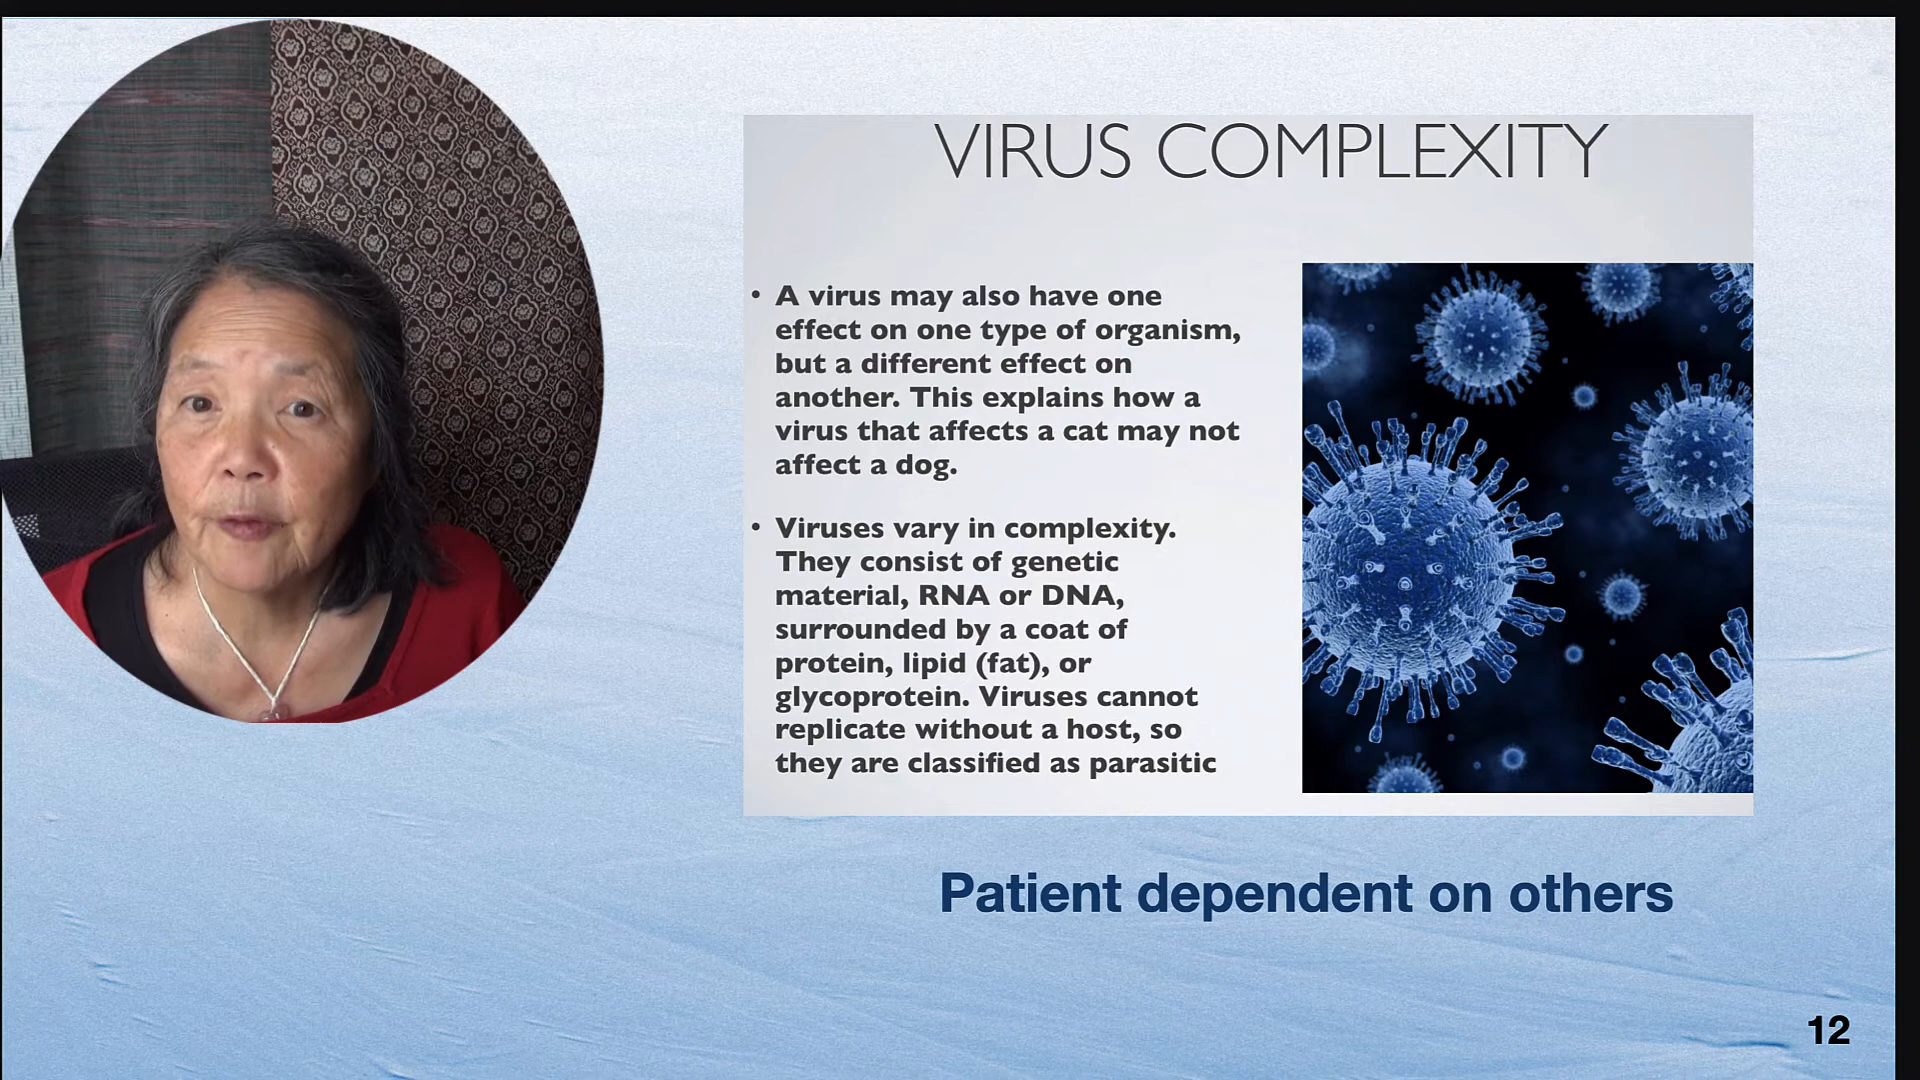 VIRUS COMPLEXITY
• A virus may also have one
effect on one type of organism,
but a different effect on
another. This explains how a
virus that affects a cat may not
affect a dog.
• Viruses vary in complexity.
They consist of genetic
material, RNA or DNA,
surrounded by a coat of
protein, lipid (fat), or
glycoprotein. Viruses cannot
replicate without a host, so
they are classified as parasitic
Patient dependent on others
12